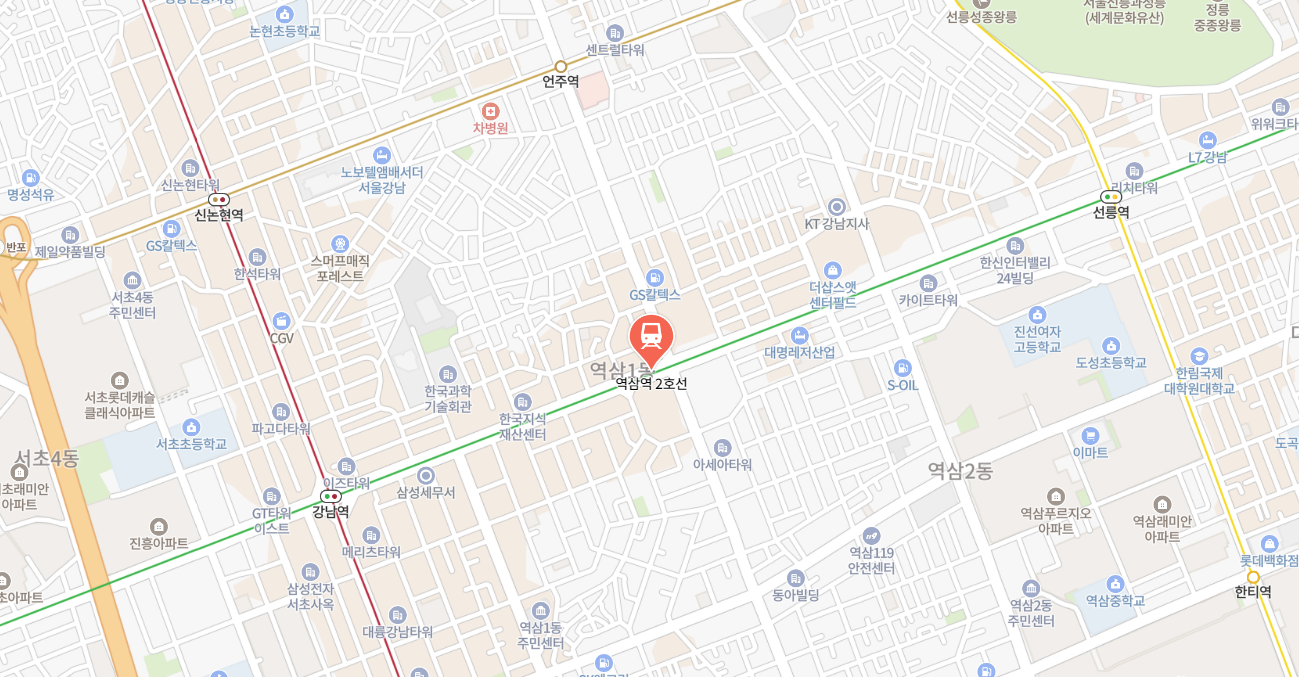 논현초등학교
센트럴타워
언주역
선릉성종왕릉
서울선릉과정릉
(세계문화유산)
정릉
중종왕릉
차병원
위워크타
L7 강남
노보텔앰배서더
서울강남
신논현타워
명성석유
리치타워
선릉역
신논현역
KT 강남지사
반포
제일약품빌딩
GS칼텍스
한석타워
스머프매직
포레스트
한신인터밸리
24빌딩
서초4동
주민센터
GS칼텍스
더샵스앳
센터필드
카이트타워
CGV
진선여자
고등학교
대명레저산업
도성초등학교
역삼1동
역삼역 2호선
S-OIL
한림국제
대학원대학교
한국과학
기술회관
서초롯데캐슬
클래식아파트
한국지식
재산센터
파고다타워
서초초등학교
이마트
도곡
서초4동
아세아타워
역삼2동
이즈타워
삼성세무서
초래미안
아파트
강남역
GT타워
이스트
역삼푸르지오
아파트
역삼래미안
아파트
진흥아파트
메리츠타워
역삼119
안전센터
롯데백화점
한티역
초아파트
삼성전자
서초사옥
동아빌딩
역삼2동
주민센터
역삼중학교
대륭강남타워
역삼1동
주민센터